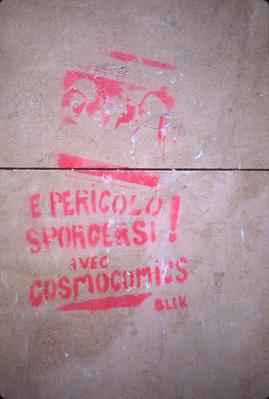 E PERiCOLO
SPORGERSi !
AVEC
COSMOCOMiCS
BLEK